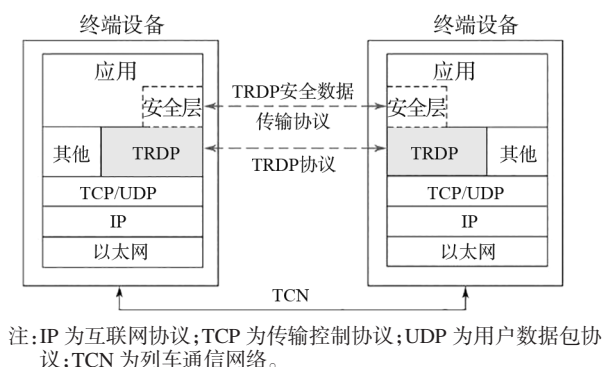 终端设备 终端设备
应用 应用
安全层 TRDP安全数据 安全层
传输协议
其他 TRDP TRDP协议 TRDP 其他
TCP/UDP TCP/UDP
IP IP
以太网 以太网
TCN
注:IP 为互联网协议;TCP 为传输控制协议;UDP 为用户数据包协
议;TCN 为列车通信网络。